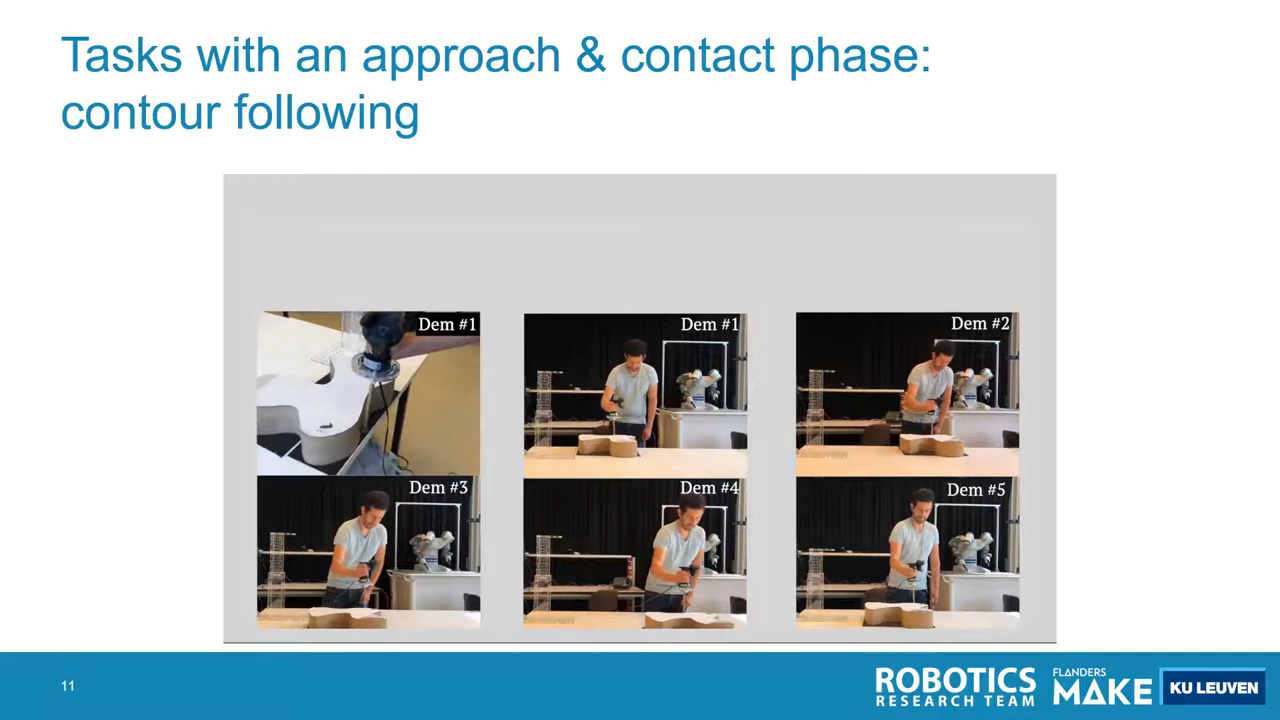 Tasks with an approach & contact phase:
contour following
Dem #1
Dem #1
Dem #2
Dem #3
Dem #4
Dem #5
11
ROBOTICS
RESEARCH TEAM
FLANDERS
MAKE
KU LEUVEN